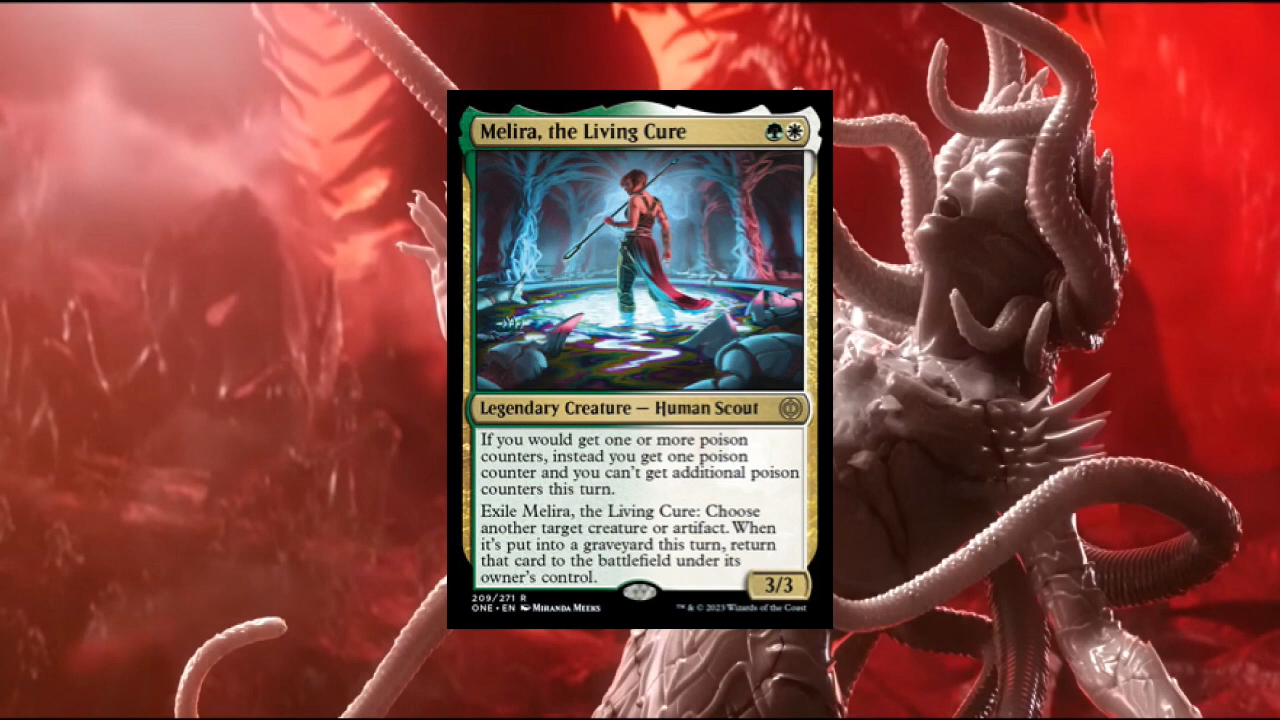 Melira, the Living Cure
Legendary Creature — Human Scout
If you would get one or more poison
counters, instead you get one poison
counter and you can't get additional poison
counters this turn.
Exile Melira, the Living Cure: Choose
another target creature or artifact. When
it's put into a graveyard this turn, return
that card to the battlefield under its
owner's control.
3/3
209/271 R
ONE • EN Miranda Meeks
™ & © 2023 Wizards of the Coast